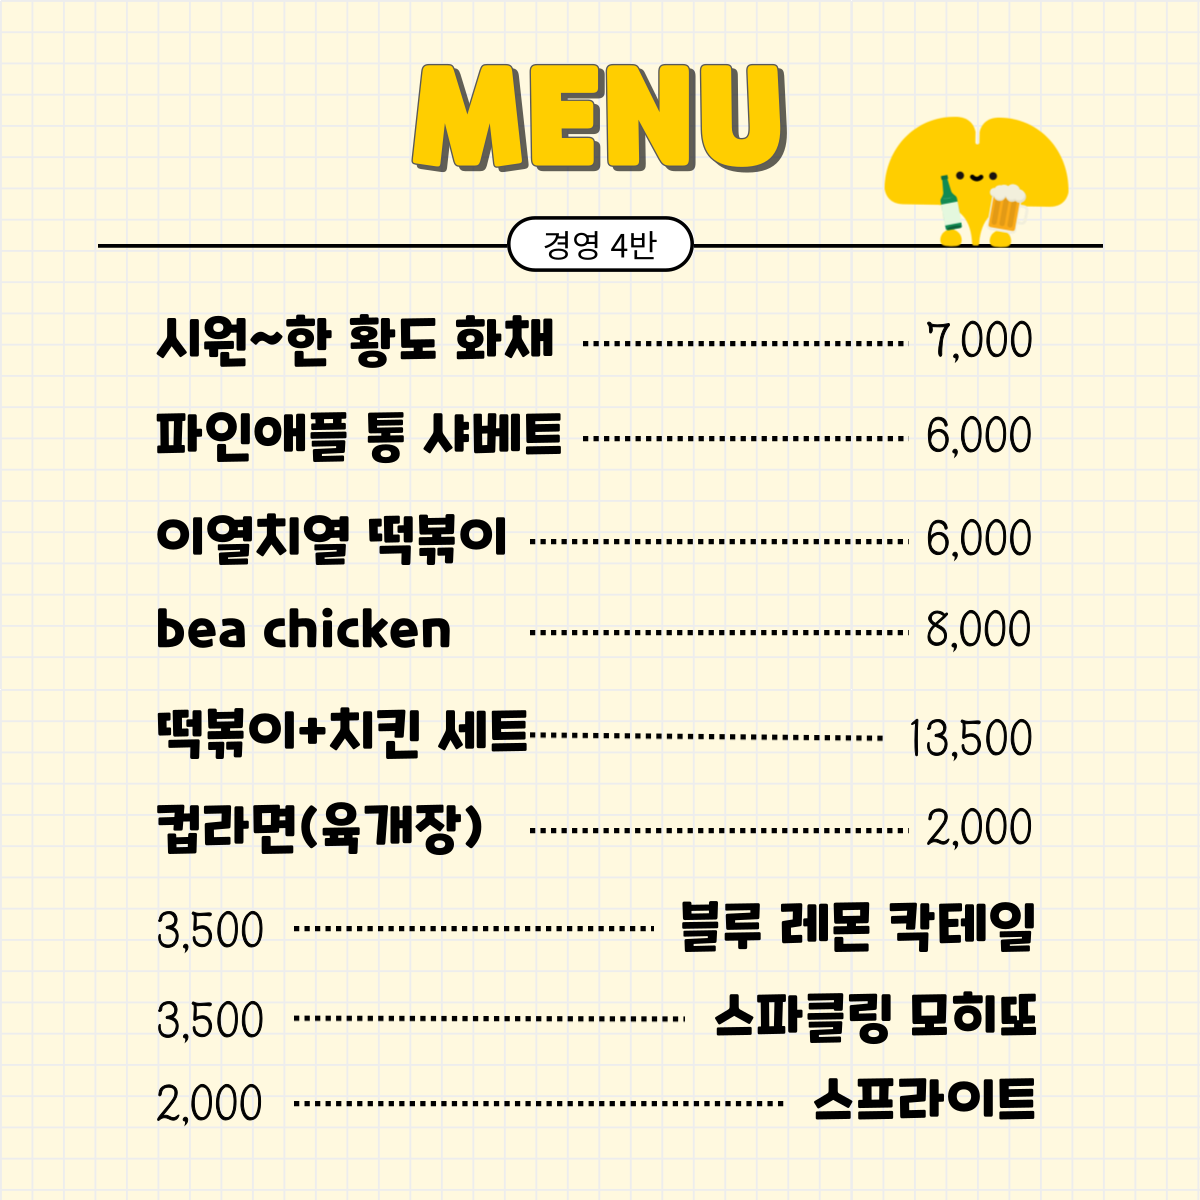 MENU
경영 4반
시원~한 황도 화채 7,000
파인애플 통 샤베트 6,000
이열치열 떡볶이 6,000
bea chicken 8,000
떡볶이+치킨 세트 13,500
컵라면(육개장) 2,000
3,500 블루 레몬 칵테일
3,500 스파클링 모히또
2,000 스프라이트